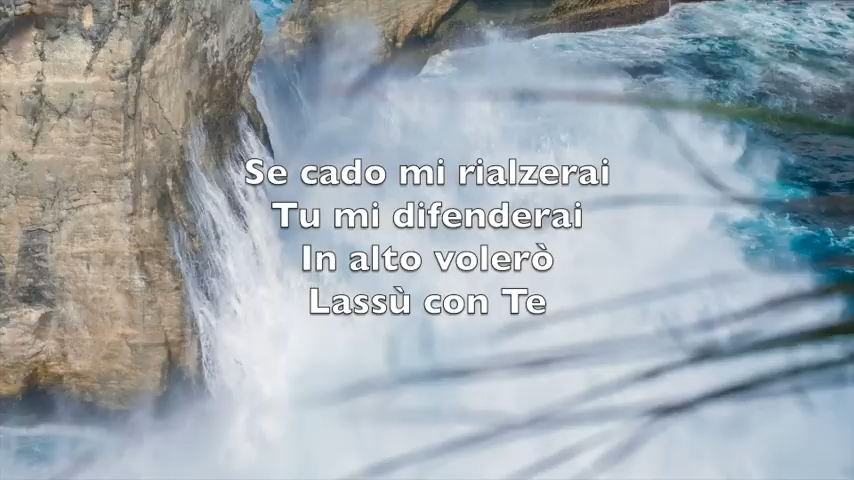 Se cado mi rialzerai
Tu mi difenderai
In alto volerò
Lassù con Te